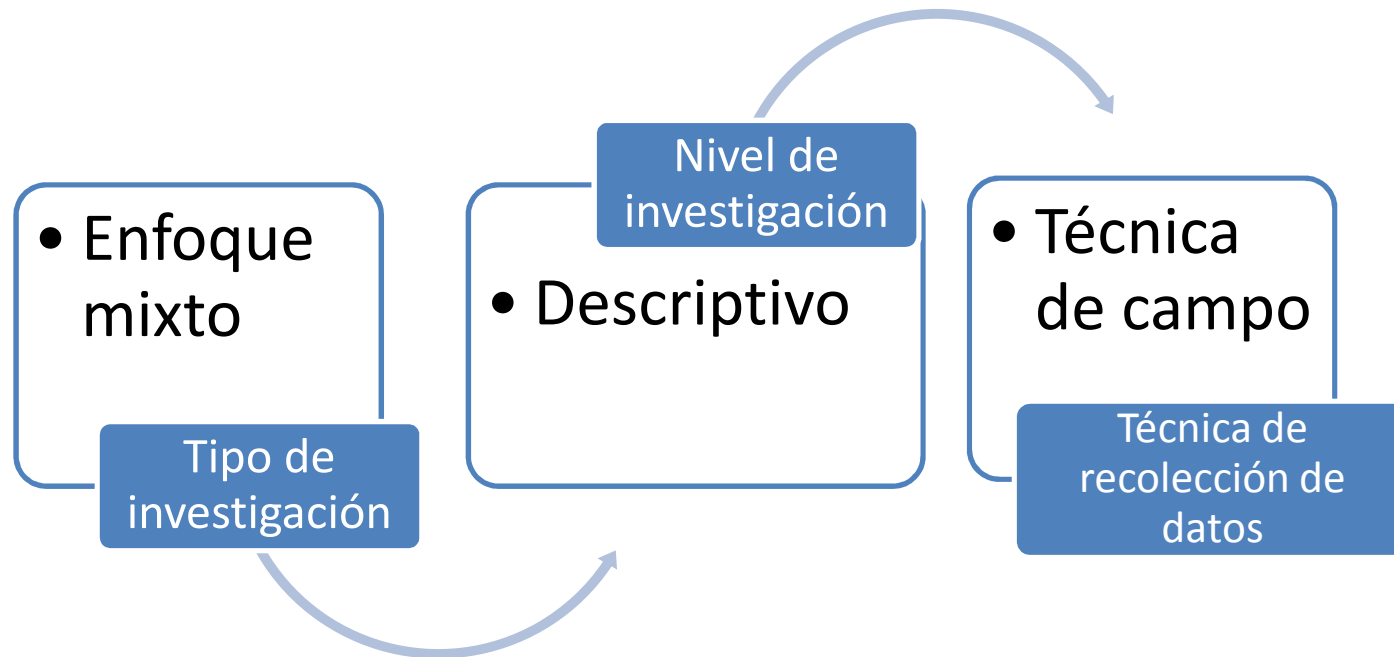 • Enfoque
mixto
Tipo de
investigación
Nivel de
investigación
• Descriptivo
• Técnica
de campo
Técnica de
recolección de
datos